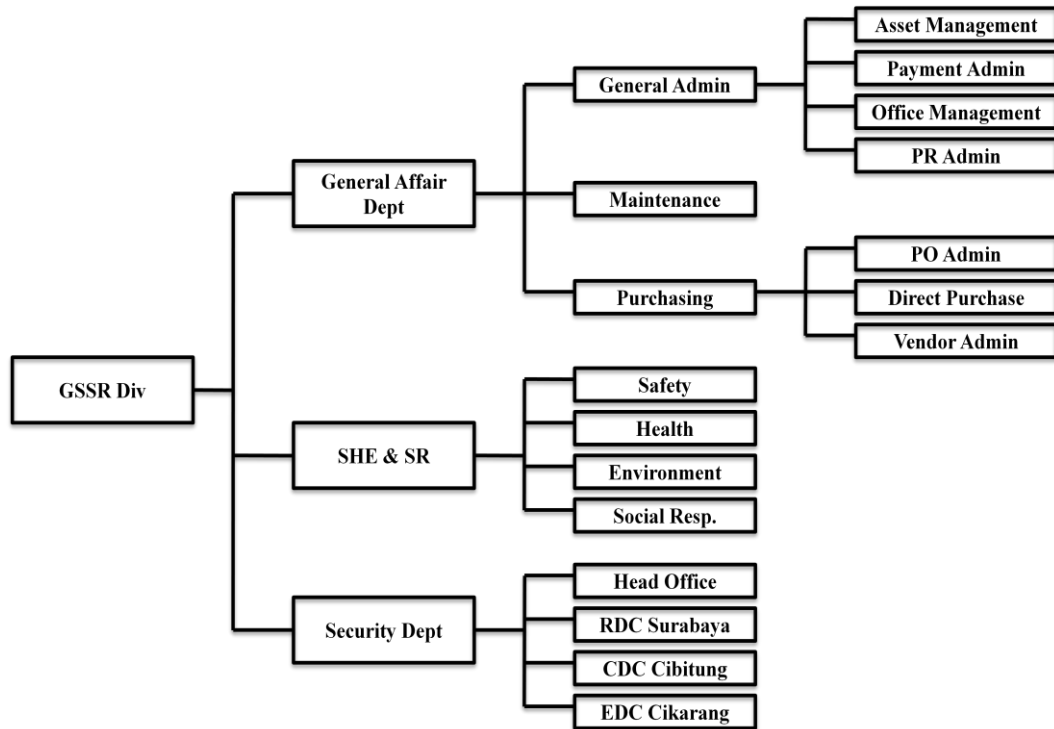 GSSR Div
General Affair
Dept
General Admin
Asset Management
Payment Admin
Office Management
PR Admin
Maintenance
Purchasing
PO Admin
Direct Purchase
Vendor Admin
SHE & SR
Safety
Health
Environment
Social Resp.
Security Dept
Head Office
RDC Surabaya
CDC Cibitung
EDC Cikarang